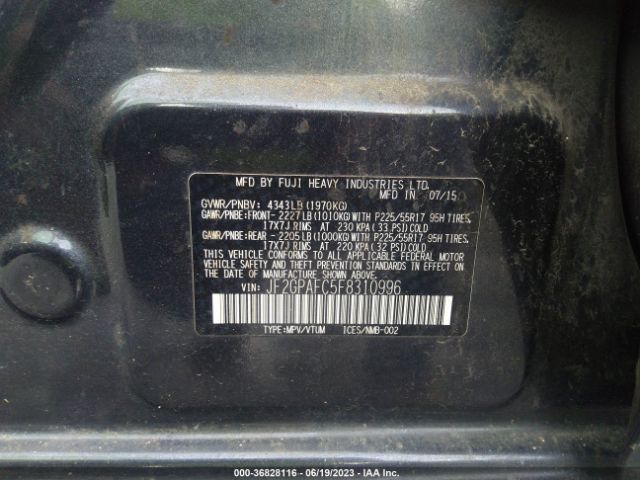 MFD BY FUJI HEAVY INDUSTRIES LTD.
MFD IN 07/15
GVWR/PNBV: 4343LB(1970KG)
GAWR/PNBE:FRONT- 2227LB(1010KG)WITH P225/55R17 95H TIRES,
17X7J RIMS AT 230 KPA (33 PSI)COLD
GAWR/PNBE:REAR - 2205LB(1000KG)WITH P225/55R17 95H TIRES,
17X7J RIMS AT 220 KPA (32 PSI)COLD
THIS VEHICLE CONFORMS TO ALL APPLICABLE FEDERAL MOTOR
VEHICLE SAFETY AND THEFT PREVENTION STANDARDS IN EFFECT
ON THE DATE OF MANUFACTURE SHOWN ABOVE.
VIN: JF2GPAFC5F8310996
TYPE:MPV/VTUM ICES/NMB-002
000-36828116 - 06/19/2023 - IAA Inc.